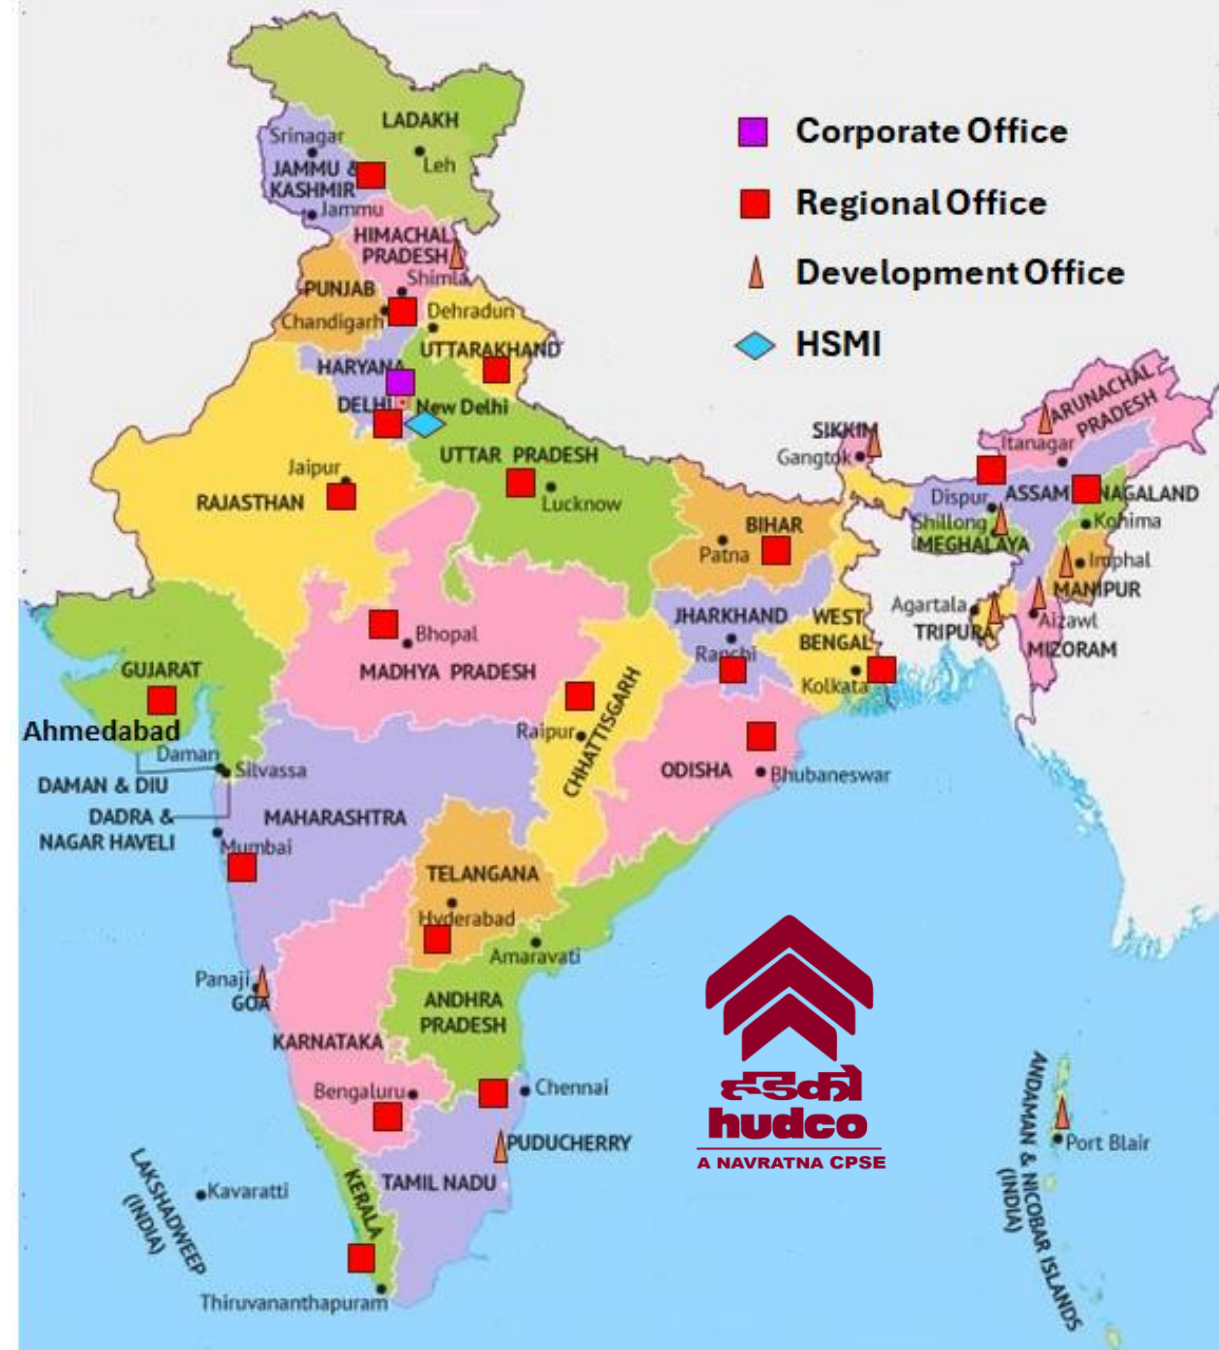 Corporate Office
Regional Office
Development Office
HSMI
LADAKH
Srinagar
Leh
JAMMU &
KASHMIR
Jammu
HIMACHAL
PRADESH
Shimla
PUNJAB
Chandigarh
Dehradun
UTTARAKHAND
HARYANA
DELHI
New Delhi
UTTAR PRADESH
Lucknow
Jaipur
RAJASTHAN
SIKKIM
Gangtok
ARUNACHAL
PRADESH
Itanagar
Dispur
ASSAM
NAGALAND
Shillong
Kohima
MEGHALAYA
Imphal
MANIPUR
Agartala
TRIPURA
Aizawl
MIZORAM
BIHAR
Patna
JHARKHAND
Ranchi
WEST
BENGAL
Kolkata
Bhopal
MADHYA PRADESH
GUJARAT
Ahmedabad
Daman
Silvassa
DAMAN & DIU
DADRA &
NAGAR HAVELI
Raipur
CHHATTISGARH
ODISHA
Bhubaneswar
MAHARASHTRA
Mumbai
TELANGANA
Hyderabad
Amaravati
Panaji
GOA
ANDHRA
PRADESH
KARNATAKA
Bengaluru
Chennai
PUDUCHERRY
TAMIL NADU
KERALA
Kavaratti
LAKSHADWEEP
(INDIA)
Thiruvananthapuram
हडको
hudco
A NAVRATNA CPSE
ANDAMAN & NICOBAR ISLANDS
(INDIA)
Port Blair